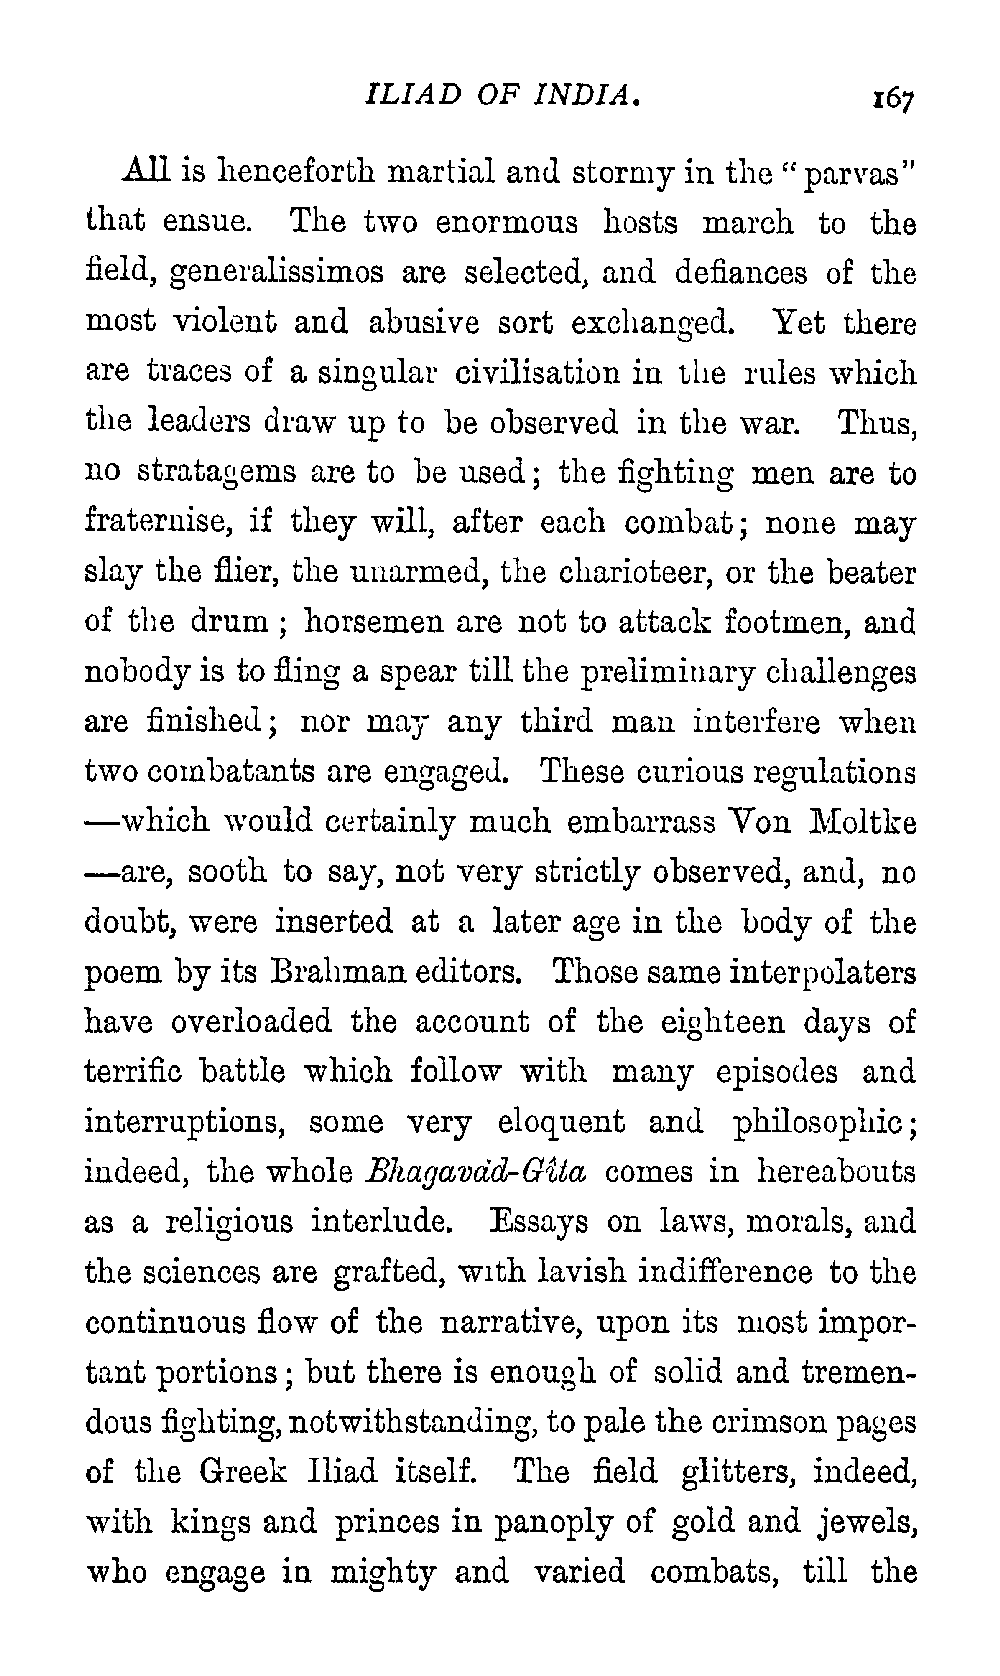 ILIAD OF INDIA. 167
All is henceforth martial and stormy in the “parvas”
that ensue. The two enormous hosts march to the
field, generalissimos are selected, and defiances of the
most violent and abusive sort exchanged. Yet there
are traces of a singular civilisation in the rules which
the leaders draw up to be observed in the war. Thus,
no stratagems are to be used; the fighting men are to
fraternise, if they will, after each combat; none may
slay the flier, the unarmed, the charioteer, or the beater
of the drum ; horsemen are not to attack footmen, and
nobody is to fling a spear till the preliminary challenges
are finished; nor may any third man interfere when
two combatants are engaged. These curious regulations
—which would certainly much embarrass Von Moltke
—are, sooth to say, not very strictly observed, and, no
doubt, were inserted at a later age in the body of the
poem by its Brahman editors. Those same interpolaters
have overloaded the account of the eighteen days of
terrific battle which follow with many episodes and
interruptions, some very eloquent and philosophic;
indeed, the whole Bhagavàd-Gîta comes in hereabouts
as a religious interlude. Essays on laws, morals, and
the sciences are grafted, with lavish indifference to the
continuous flow of the narrative, upon its most impor-
tant portions; but there is enough of solid and tremen-
dous fighting, notwithstanding, to pale the crimson pages
of the Greek Iliad itself. The field glitters, indeed,
with kings and princes in panoply of gold and jewels,
who engage in mighty and varied combats, till the